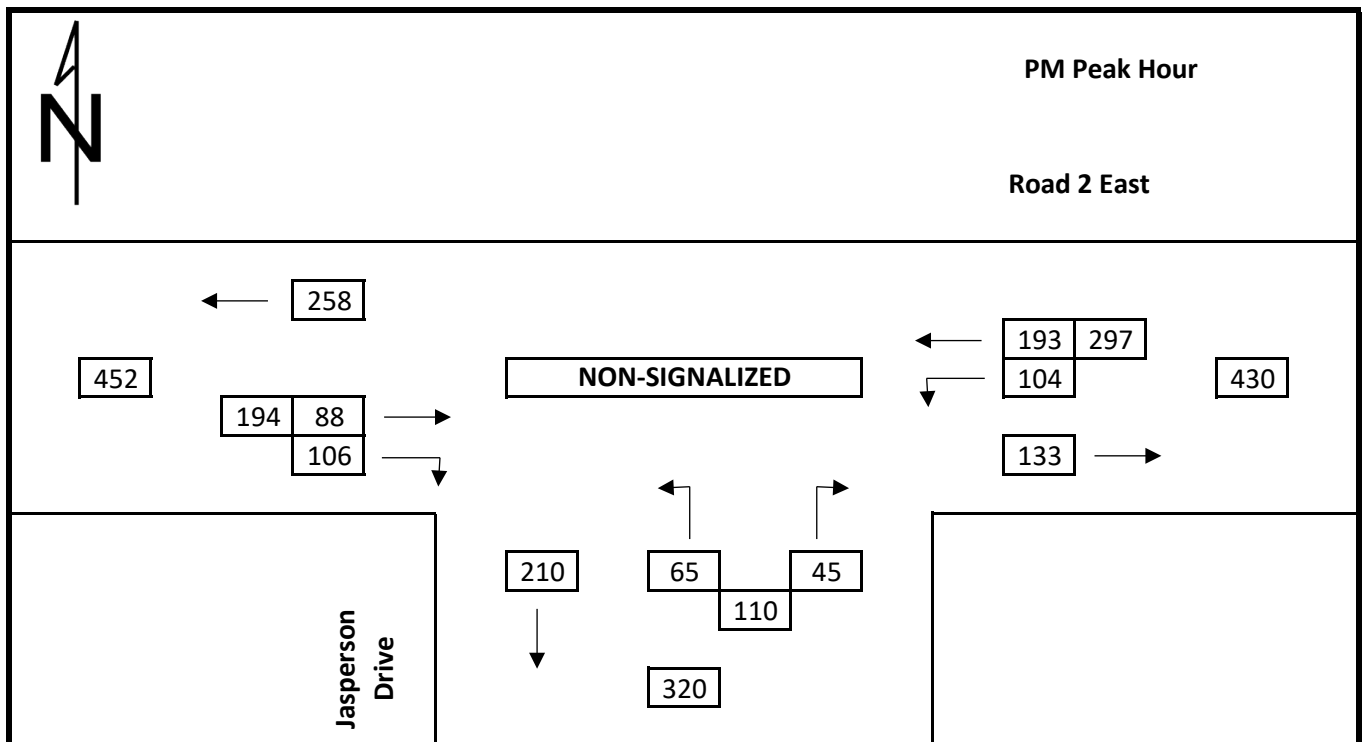 N
PM Peak Hour
Road 2 East
258
193 297
452
NON-SIGNALIZED
104
430
194 88
106
133
210
65
45
110
Jasperson
Drive
320